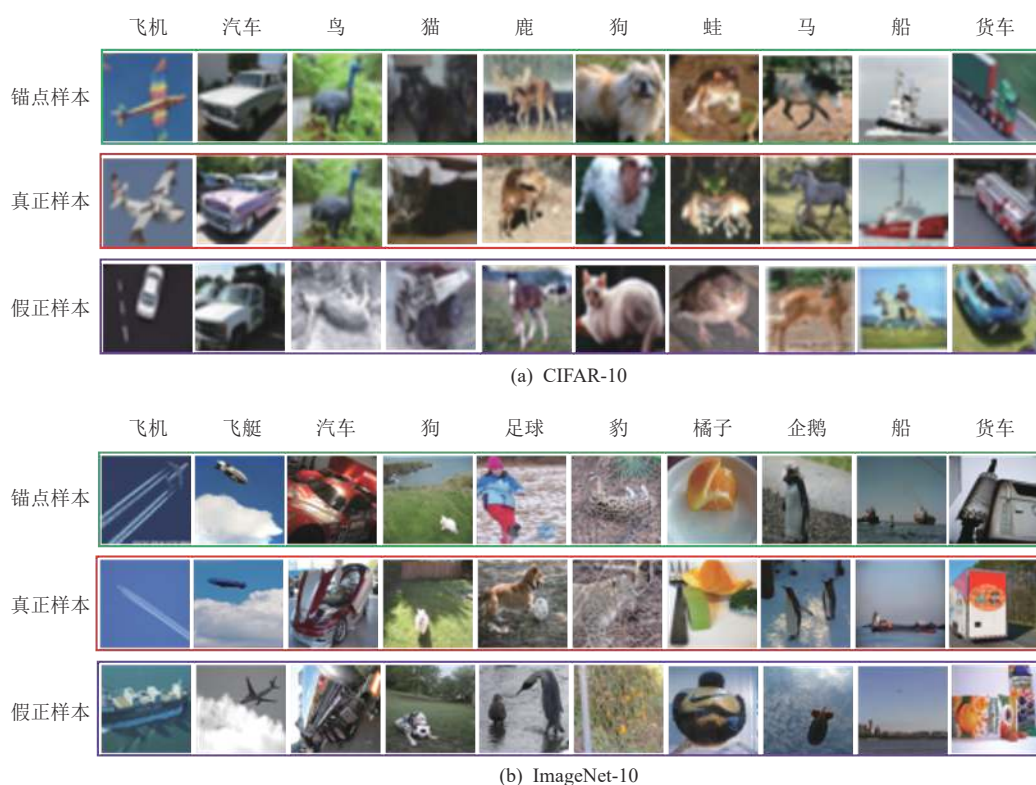 飞机 汽车 鸟 猫 鹿 狗 蛙 马 船 货车
锚点样本
真正样本
假正样本
(a) CIFAR-10
飞机 飞艇 汽车 狗 足球 豹 橘子 企鹅 船 货车
锚点样本
真正样本
假正样本
(b) ImageNet-10